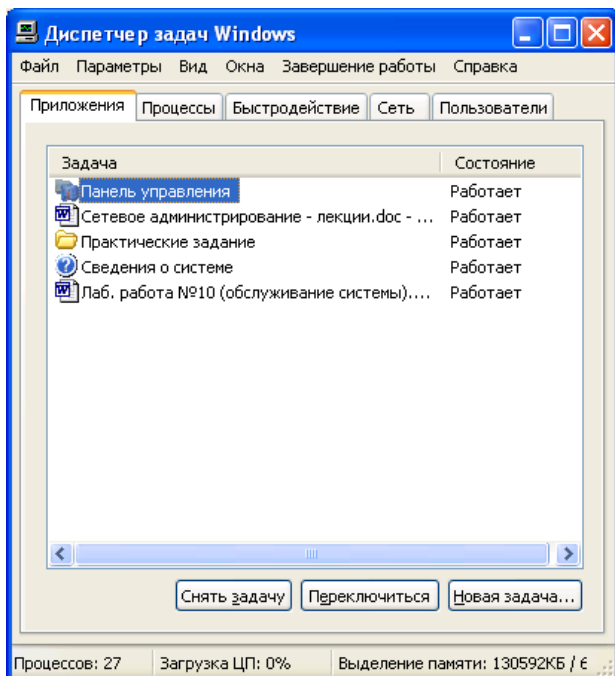 Диспетчер задач Windows
Файл Параметры Вид Окна Завершение работы Справка
Приложения Процессы Быстродействие Сеть Пользователи
Задача Состояние
Панель управления Работает
Сетевое администрирование - лекции.doc - ... Работает
Практические задание Работает
Сведения о системе Работает
Лаб. работа №10 (обслуживание системы).... Работает
Снять задачу Переключиться Новая задача...
Процессов: 27 Загрузка ЦП: 0% Выделение памяти: 130592КБ / 6